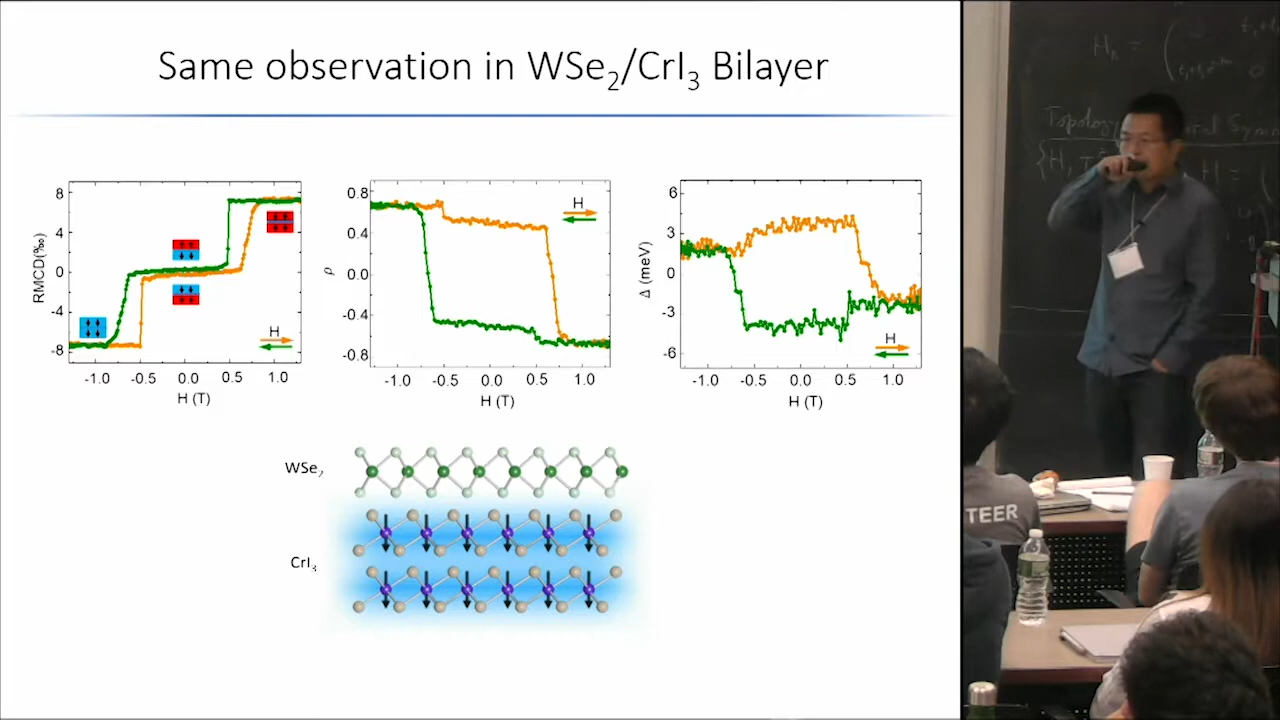 Same observation in WSe₂/CrI₃ Bilayer
8
4
0
-4
-8
RMCD(‰)
-1.0 -0.5 0.0 0.5 1.0
H (T)
H
0.8
0.4
0.0
-0.4
-0.8
ρ
-1.0 -0.5 0.0 0.5 1.0
H (T)
H
6
3
0
-3
-6
Δ (meV)
-1.0 -0.5 0.0 0.5 1.0
H (T)
H
WSe₂
CrI₃
Topology
TEER